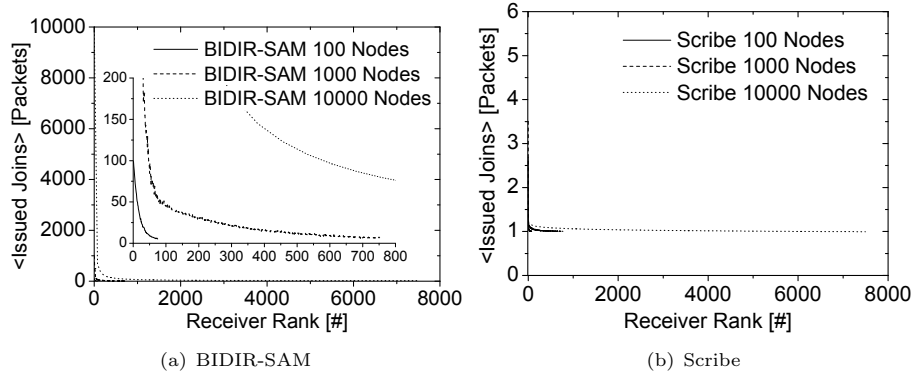 10000
8000
6000
4000
2000
0
<Issued Joins> [Packets]
BIDIR-SAM 100 Nodes
BIDIR-SAM 1000 Nodes
BIDIR-SAM 10000 Nodes
200
150
100
50
0
0 100 200 300 400 500 600 700 800
0 2000 4000 6000 8000
Receiver Rank [#]
(a) BIDIR-SAM
6
5
4
3
2
1
0
<Issued Joins> [Packets]
Scribe 100 Nodes
Scribe 1000 Nodes
Scribe 10000 Nodes
0 2000 4000 6000 8000
Receiver Rank [#]
(b) Scribe